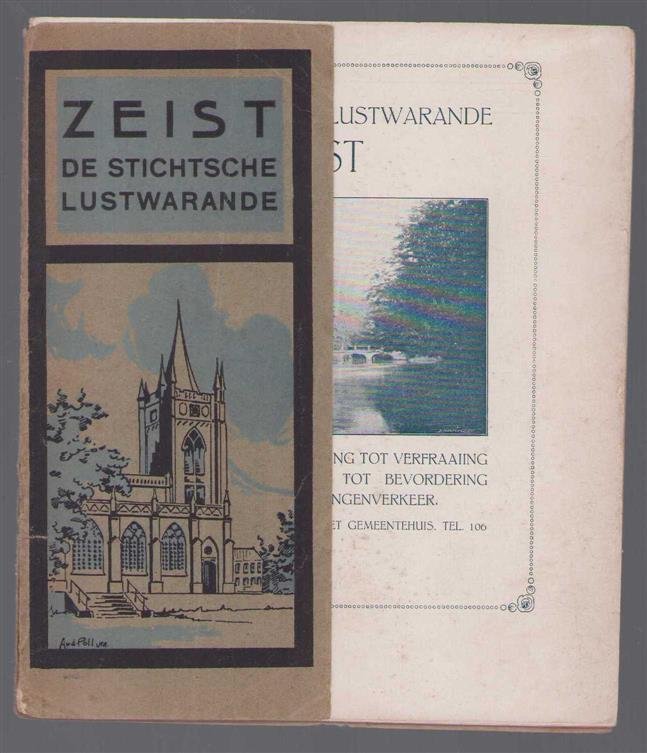 ZEIST
DE STICHTSCHE
LUSTWARANDE
LUSTWARANDE
ST
NG TOT VERFRAAIING
TOT BEVORDERING
NGENVERKEER.
ET GEMEENTEHUIS. TEL. 106